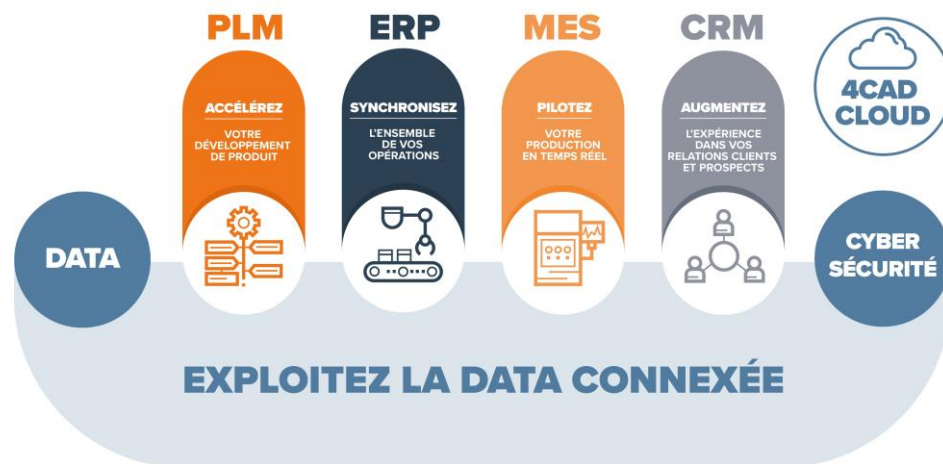 PLM
ACCÉLÉREZ
VOTRE
DÉVELOPPEMENT
DE PRODUIT
ERP
SYNCHRONISEZ
L'ENSEMBLE
DE VOS
OPÉRATIONS
MES
PILOTEZ
VOTRE
PRODUCTION
EN TEMPS RÉEL
CRM
AUGMENTEZ
L'EXPÉRIENCE
DANS VOS
RELATIONS CLIENTS
ET PROSPECTS
4CAD
CLOUD
DATA
CYBER
SÉCURITÉ
EXPLOITEZ LA DATA CONNEXÉE